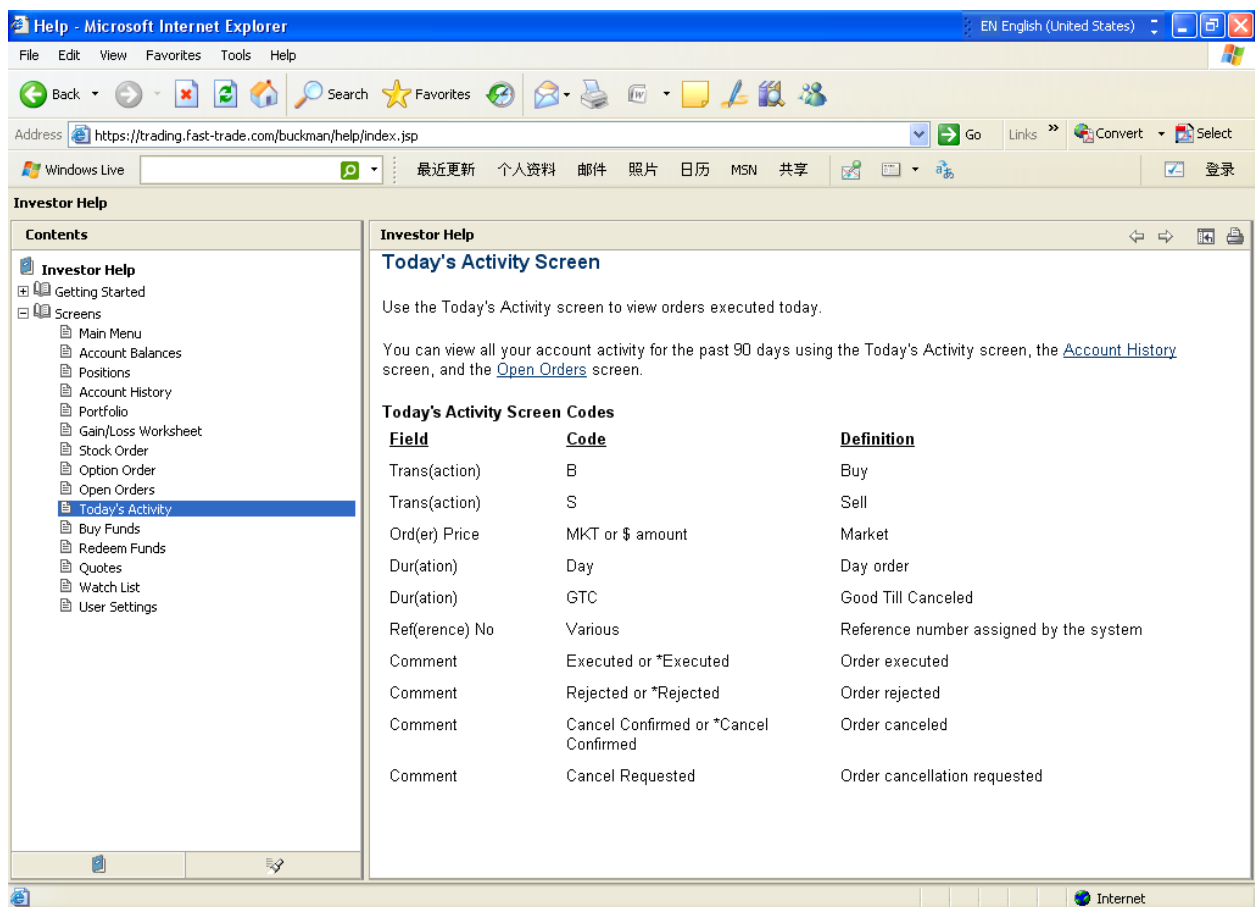 Help - Microsoft Internet Explorer
EN English (United States)
File Edit View Favorites Tools Help
Back Search Favorites
Address https://trading.fast-trade.com/buckman/help/index.jsp Go Links » Convert Select
Windows Live 最近更新 个人资料 邮件 照片 日历 MSN 共享 登录
Investor Help
Contents
Investor Help
Getting Started
Screens
Main Menu
Account Balances
Positions
Account History
Portfolio
Gain/Loss Worksheet
Stock Order
Option Order
Open Orders
Today's Activity
Buy Funds
Redeem Funds
Quotes
Watch List
User Settings
Investor Help
Today's Activity Screen
Use the Today's Activity screen to view orders executed today.
You can view all your account activity for the past 90 days using the Today's Activity screen, the Account History
screen, and the Open Orders screen.
Today's Activity Screen Codes
Field Code Definition
Trans(action) B Buy
Trans(action) S Sell
Ord(er) Price MKT or $ amount Market
Dur(ation) Day Day order
Dur(ation) GTC Good Till Canceled
Ref(erence) No Various Reference number assigned by the system
Comment Executed or *Executed Order executed
Comment Rejected or *Rejected Order rejected
Comment Cancel Confirmed or *Cancel Order canceled
Confirmed
Comment Cancel Requested Order cancellation requested
Internet